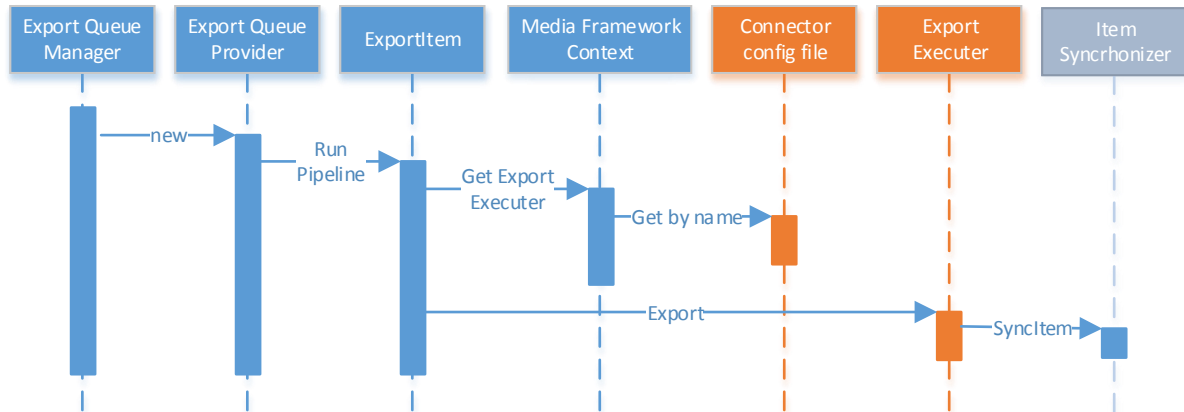 Export Queue
Manager
Export Queue
Provider
ExportItem
Media Framework
Context
Connector
config file
Export
Executer
Item
Syncrhonizer
new
Run
Pipeline
Get Export
Executer
Get by name
Export
SyncItem